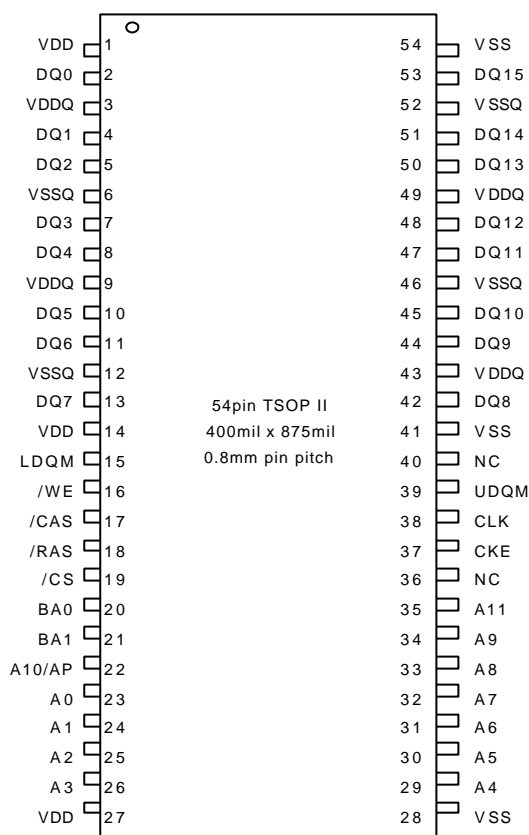 VDD 1 54 VSS
DQ0 2 53 DQ15
VDDQ 3 52 VSSQ
DQ1 4 51 DQ14
DQ2 5 50 DQ13
VSSQ 6 49 VDDQ
DQ3 7 48 DQ12
DQ4 8 47 DQ11
VDDQ 9 46 VSSQ
DQ5 10 45 DQ10
DQ6 11 44 DQ9
VSSQ 12 43 VDDQ
DQ7 13 42 DQ8
VDD 14 41 VSS
LDQM 15 40 NC
/WE 16 39 UDQM
/CAS 17 38 CLK
/RAS 18 37 CKE
/CS 19 36 NC
BA0 20 35 A11
BA1 21 34 A9
A10/AP 22 33 A8
A0 23 32 A7
A1 24 31 A6
A2 25 30 A5
A3 26 29 A4
VDD 27 28 VSS
54pin TSOP II
400mil x 875mil
0.8mm pin pitch